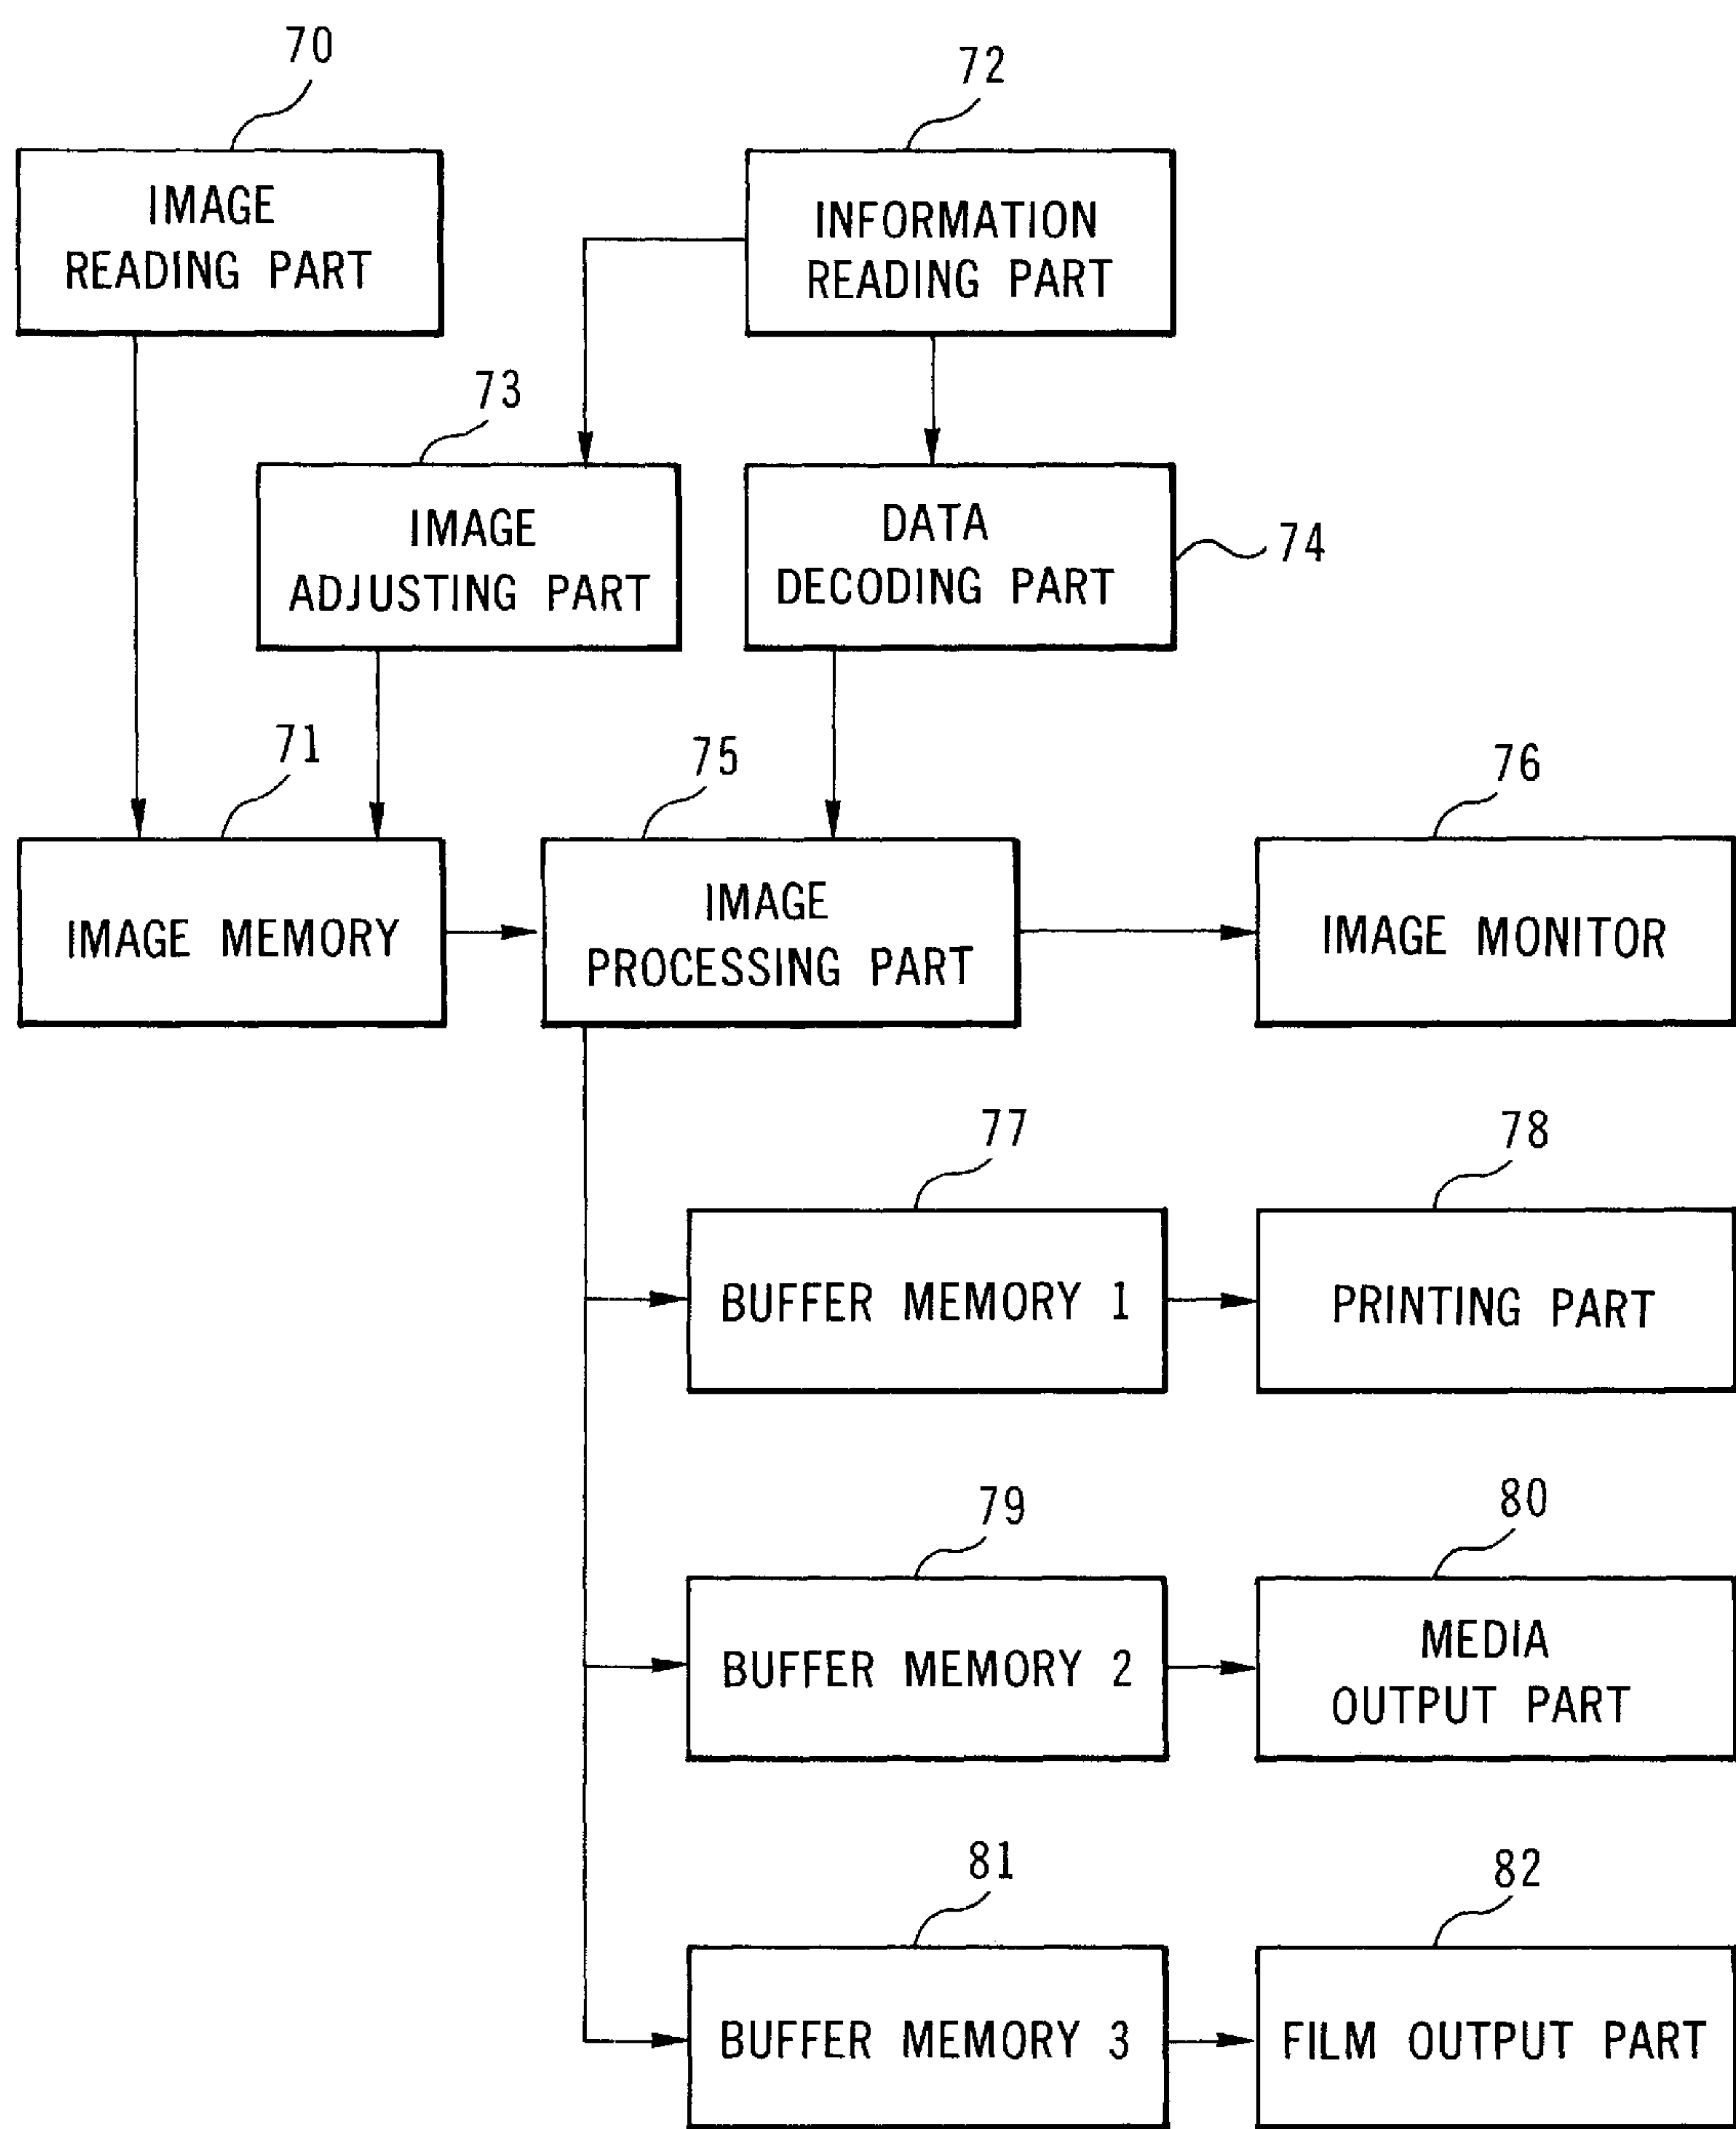 70
72
IMAGE
READING PART
INFORMATION
READING PART
73
IMAGE
ADJUSTING PART
DATA
DECODING PART
74
71
75
76
IMAGE MEMORY
IMAGE
PROCESSING PART
IMAGE MONITOR
77
78
BUFFER MEMORY 1
PRINTING PART
79
80
BUFFER MEMORY 2
MEDIA
OUTPUT PART
81
82
BUFFER MEMORY 3
FILM OUTPUT PART